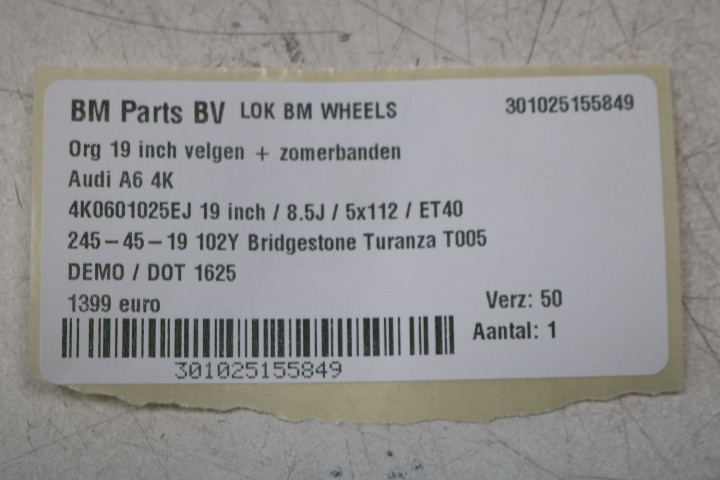 BM Parts BV LOK BM WHEELS 301025155849
Org 19 inch velgen + zomerbanden
Audi A6 4K
4K0601025EJ 19 inch / 8.5J / 5x112 / ET40
245-45-19 102Y Bridgestone Turanza T005
DEMO / DOT 1625
1399 euro Verz: 50
Aantal: 1
301025155849